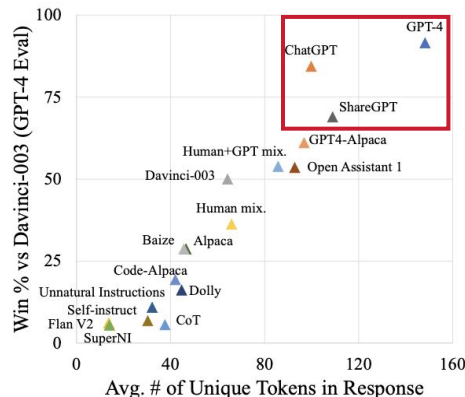 Win % vs Davinci-003 (GPT-4 Eval)
100
75
50
25
0
GPT-4
ChatGPT
ShareGPT
GPT4-Alpaca
Human+GPT mix.
Open Assistant 1
Davinci-003
Human mix.
Baize
Alpaca
Code-Alpaca
Unnatural Instructions
Dolly
Self-instruct
Flan V2
CoT
SuperNI
0
40
80
120
160
Avg. # of Unique Tokens in Response